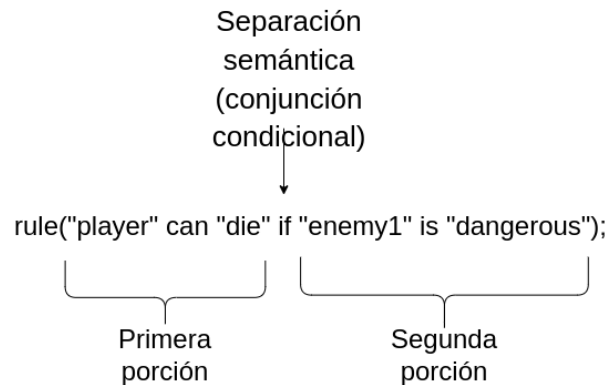 Separación
semántica
(conjunción
condicional)
rule("player" can "die" if "enemy1" is "dangerous");
Primera
porción
Segunda
porción